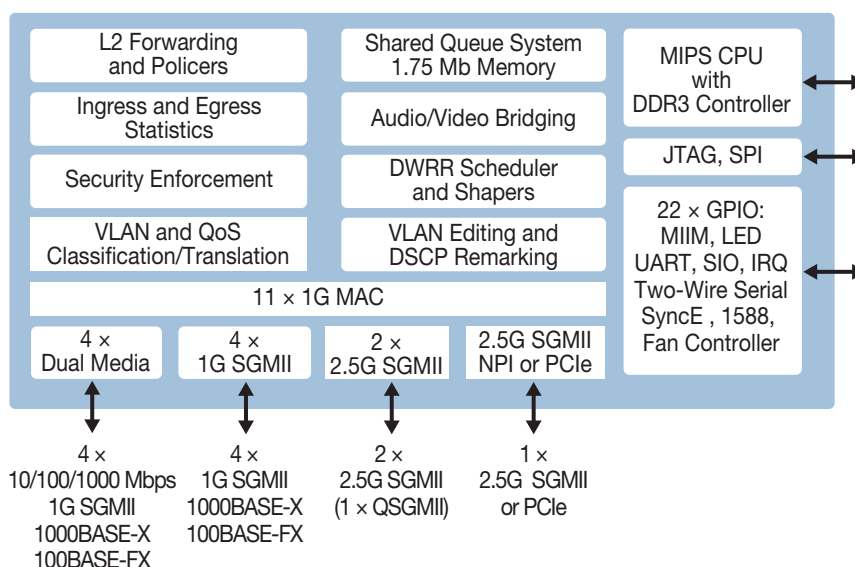 L2 Forwarding
and Policers
Shared Queue System
1.75 Mb Memory
MIPS CPU
with
DDR3 Controller
Ingress and Egress
Statistics
Audio/Video Bridging
JTAG, SPI
Security Enforcement
DWRR Scheduler
and Shapers
22 × GPIO:
MIIM, LED
UART, SIO, IRQ
Two-Wire Serial
SyncE , 1588,
Fan Controller
VLAN and QoS
Classification/Translation
VLAN Editing and
DSCP Remarking
11 × 1G MAC
4 ×
Dual Media
4 ×
1G SGMII
2 ×
2.5G SGMII
2.5G SGMII
NPI or PCIe
4 ×
10/100/1000 Mbps
1G SGMII
1000BASE-X
100BASE-FX
4 ×
1G SGMII
1000BASE-X
100BASE-FX
2 ×
2.5G SGMII
(1 × QSGMII)
1 ×
2.5G SGMII
or PCIe